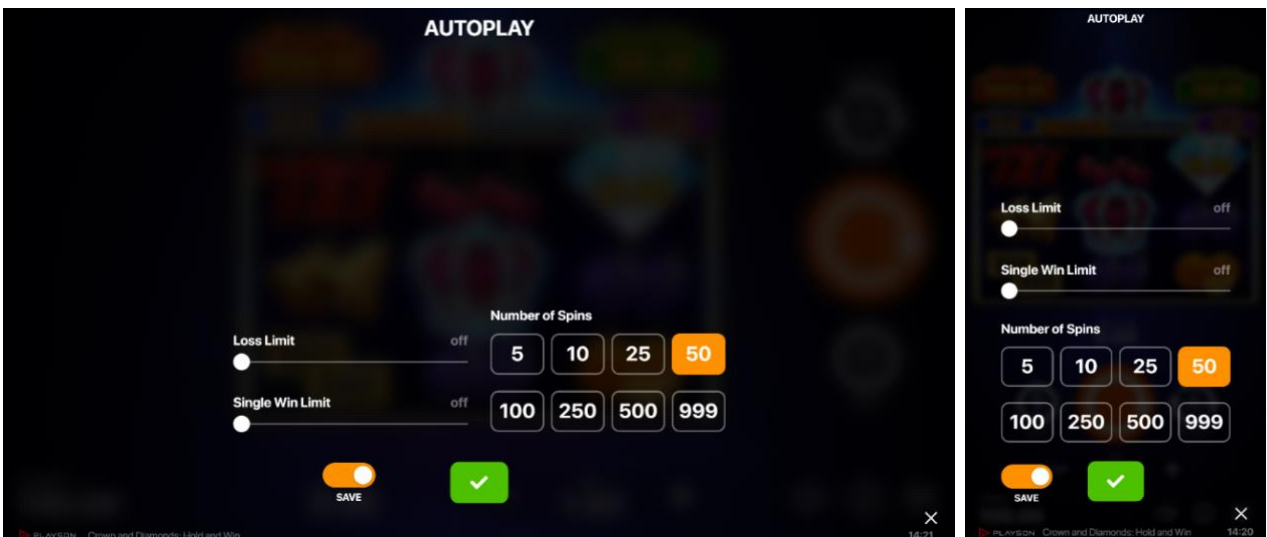 AUTOPLAY
Number of Spins
Loss Limit off
5 10 25 50
Single Win Limit off
100 250 500 999
SAVE
PLAYSON Crown and Diamonds: Hold and Win 14:21
AUTOPLAY
Loss Limit off
Single Win Limit off
Number of Spins
5 10 25 50
100 250 500 999
SAVE
PLAYSON Crown and Diamonds: Hold and Win 14:20